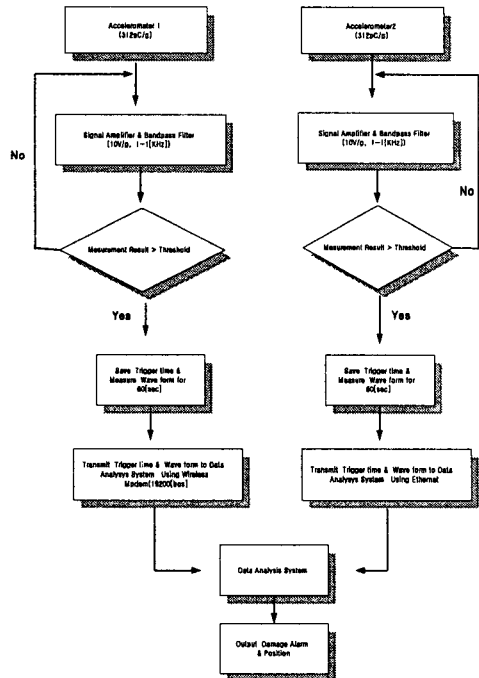 Accelerometer 1
(312pC/g)
Accelerometer2
(312pC/g)
Signal Amplifier & Bandpass Filter
(10V/g, 1~1[KHz])
Signal Amplifier & Bandpass Filter
(10V/g, 1~1[KHz])
No
No
Mesurement Result > Threshold
Mesurement Result > Threshold
Yes
Yes
Save Trigger time &
Measure Wave form for
60[sec]
Save Trigger time &
Measure Wave form for
60[sec]
Transmit Trigger time & Wave form to Data
Analysys System Using Wireless
Modem(19200[bps]
Transmit Trigger time & Wave form to Data
Analysys System Using Ethernet
Data Analysis System
Output Damage Alarm
& Position